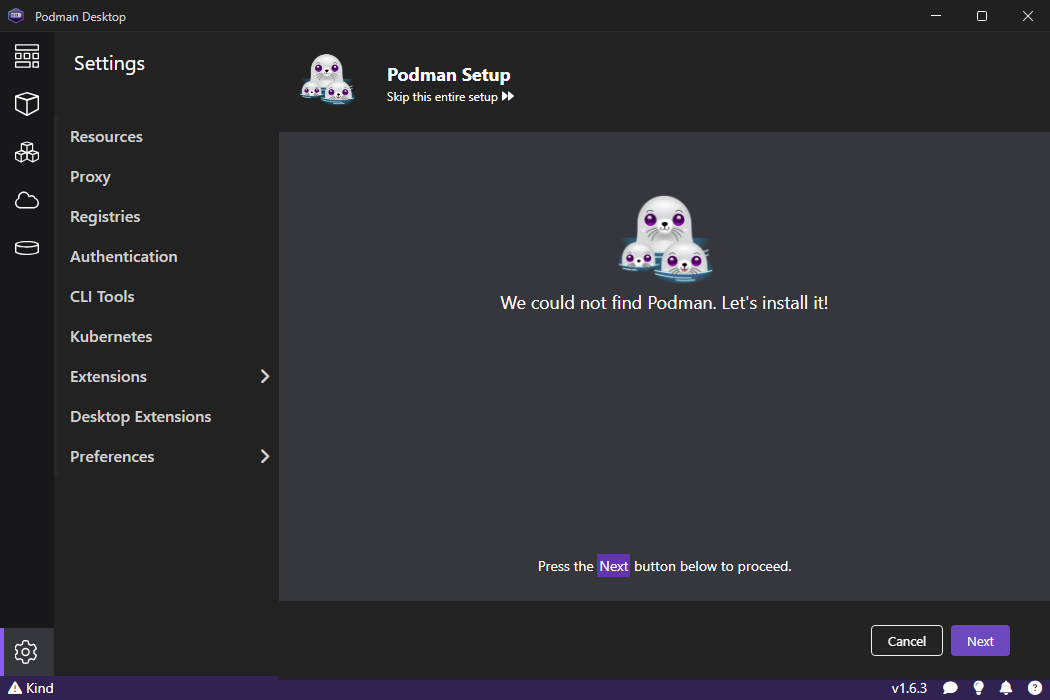 Podman Desktop
Settings
Resources
Proxy
Registries
Authentication
CLI Tools
Kubernetes
Extensions
Desktop Extensions
Preferences
Podman Setup
Skip this entire setup
We could not find Podman. Let's install it!
Press the Next button below to proceed.
Cancel
Next
Kind
v1.6.3